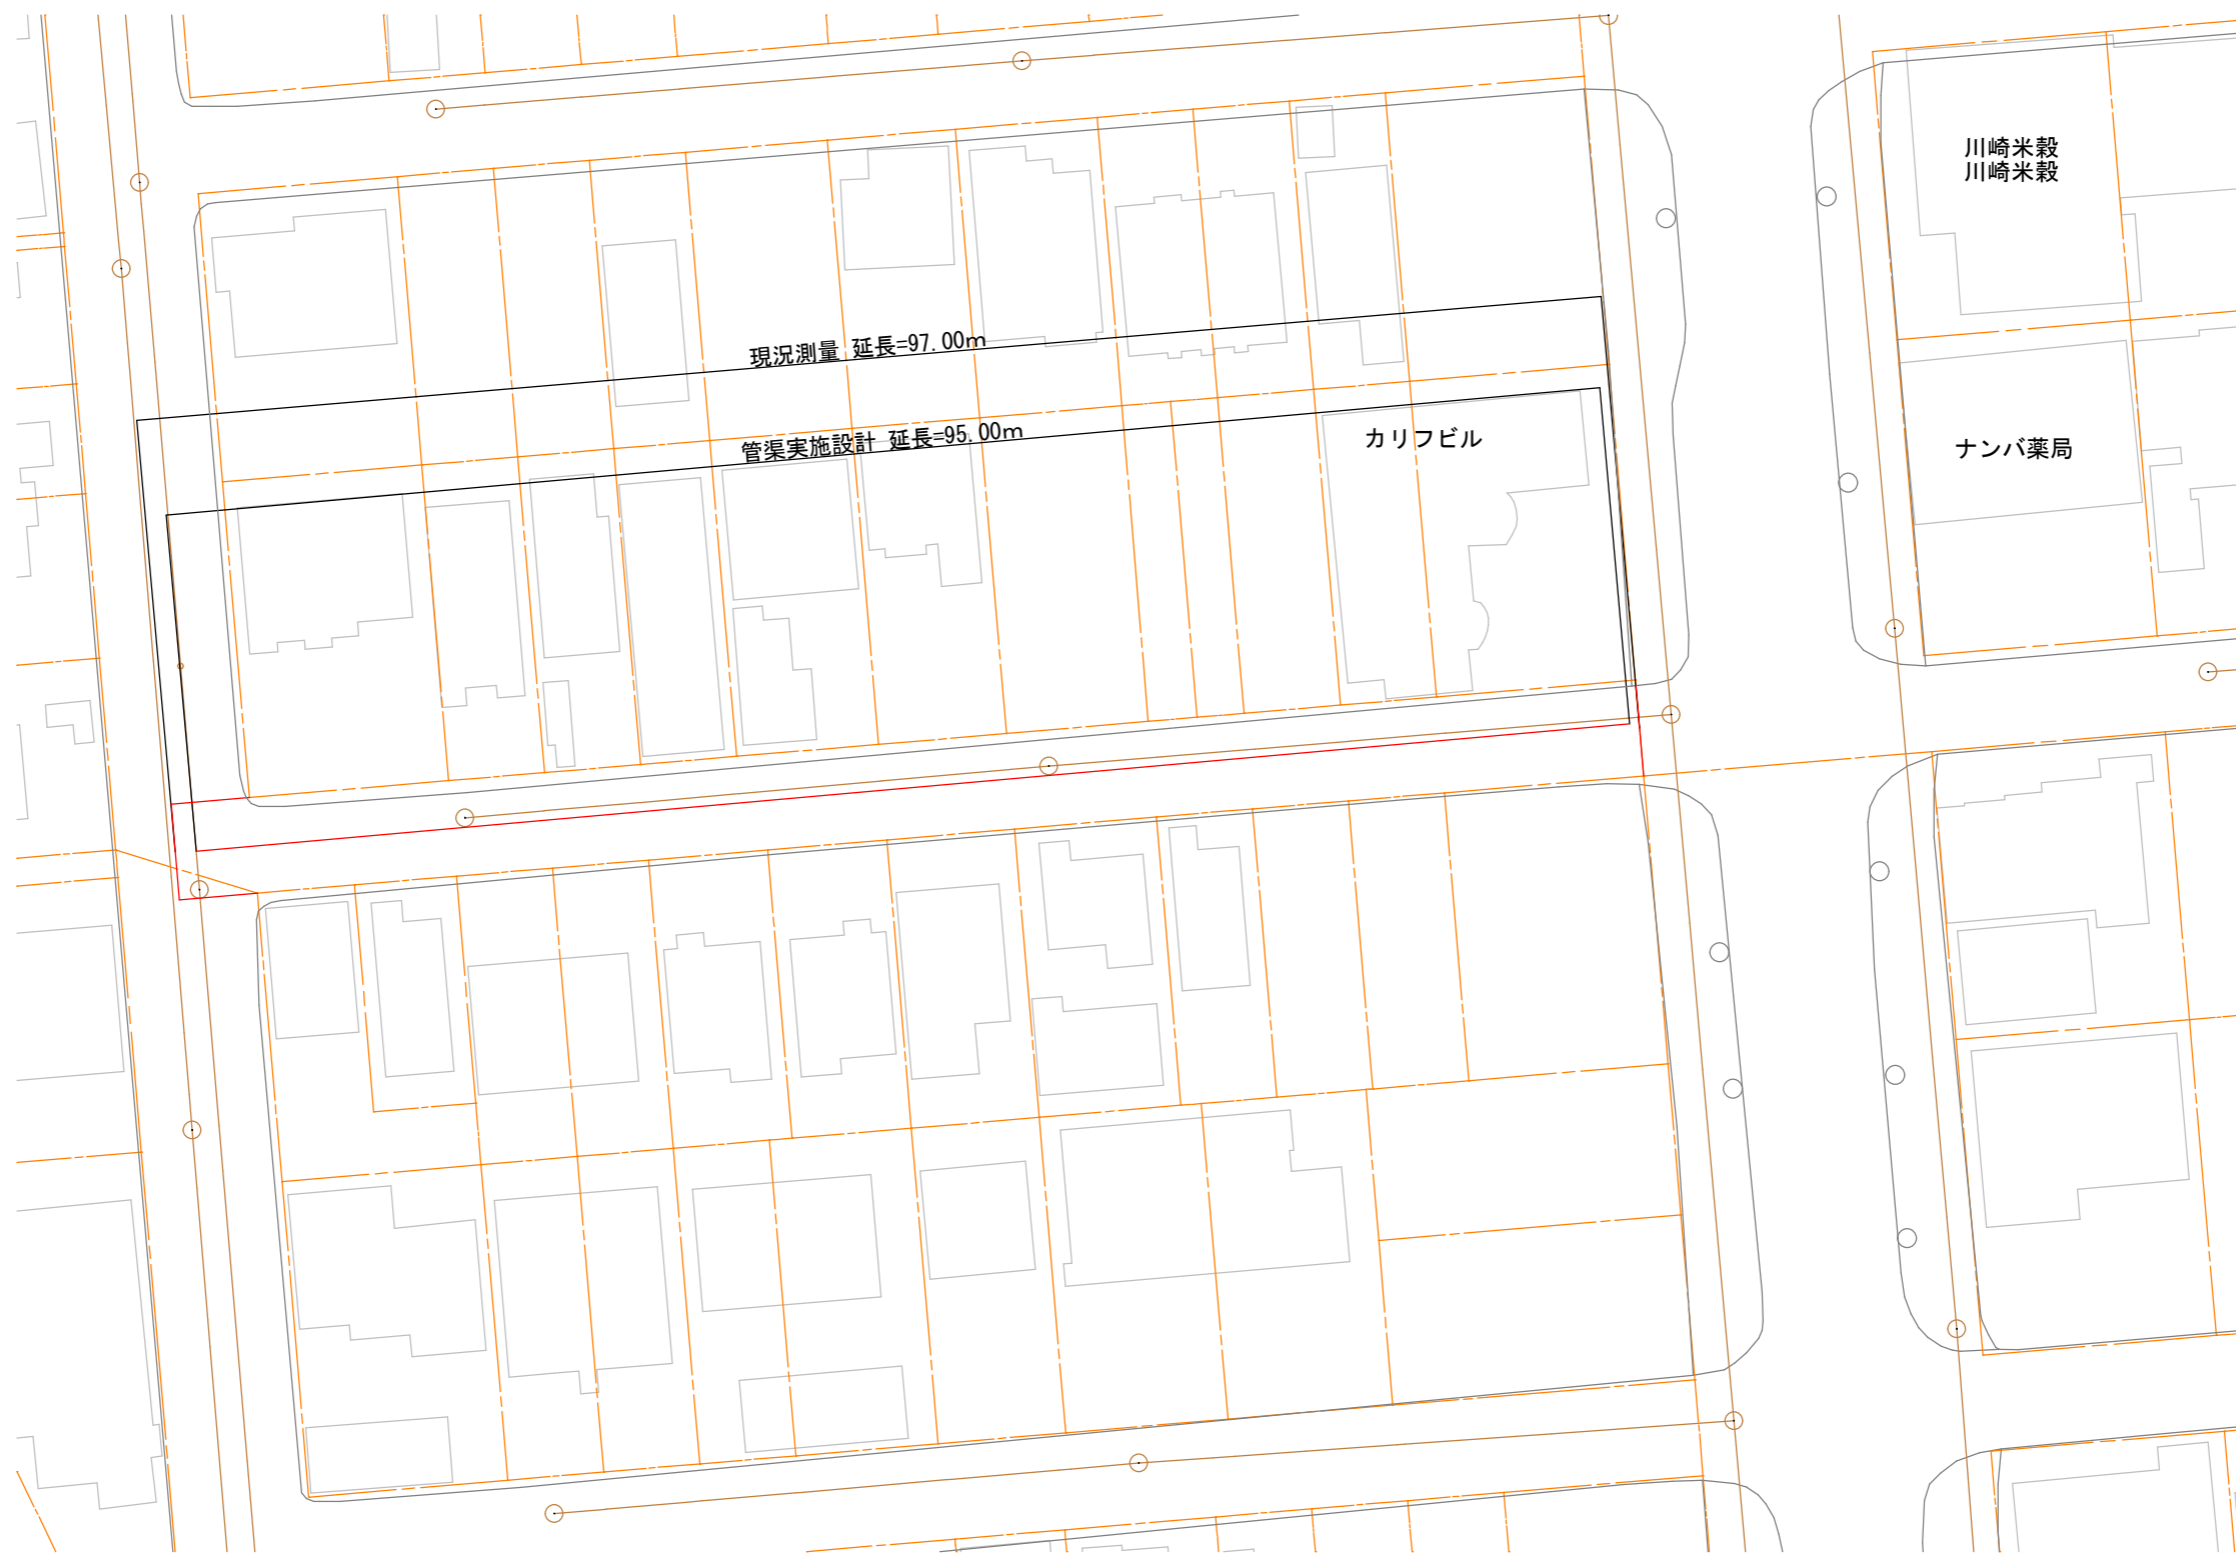 川崎米穀
川崎米穀
現況測量 延長=97.00m
管渠実施設計 延長=95.00m
カリフビル
ナンバ薬局